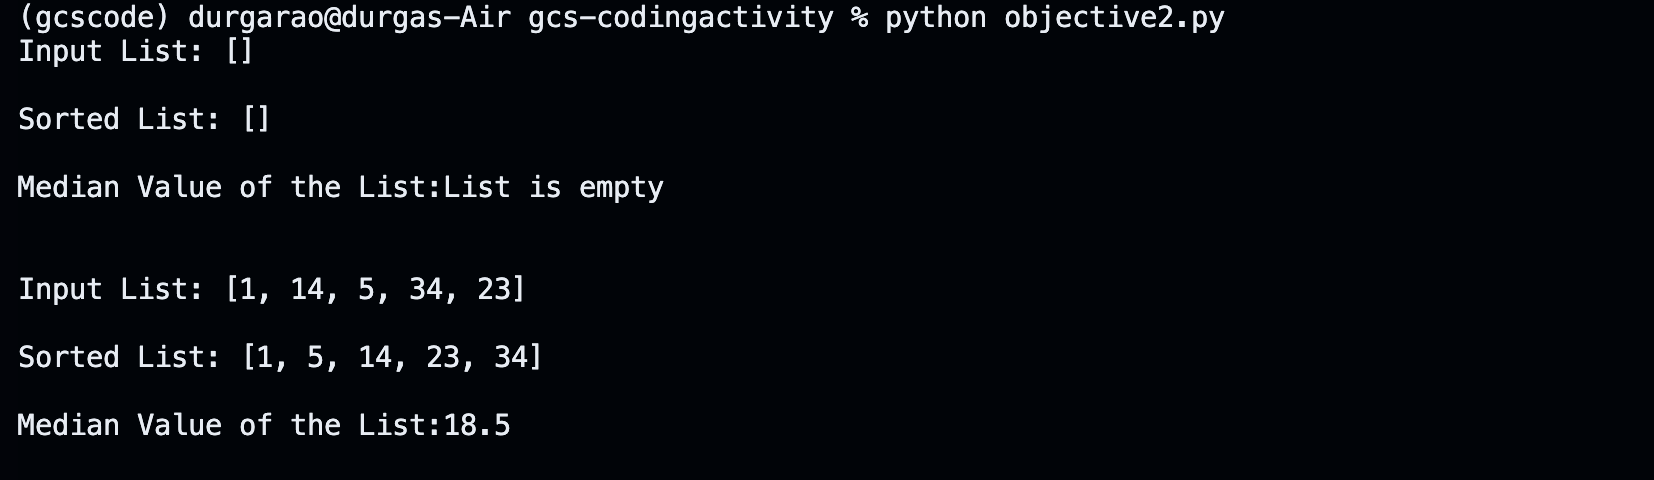 (gcscode) durgarao@durgas-Air gcs-codingactivity % python objective2.py
Input List: []
Sorted List: []
Median Value of the List:List is empty
Input List: [1, 14, 5, 34, 23]
Sorted List: [1, 5, 14, 23, 34]
Median Value of the List:18.5